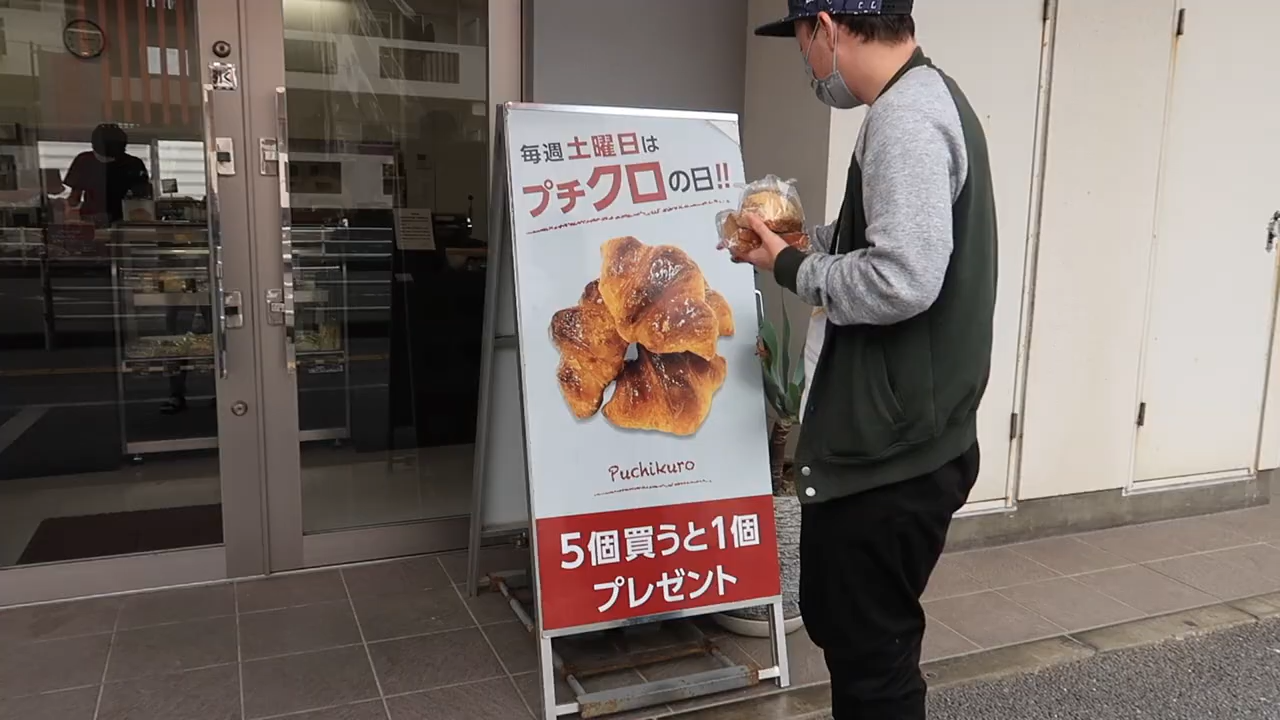 毎週土曜日は
プチクロの日!!
Puchikuro
5個買うと1個
プレゼント